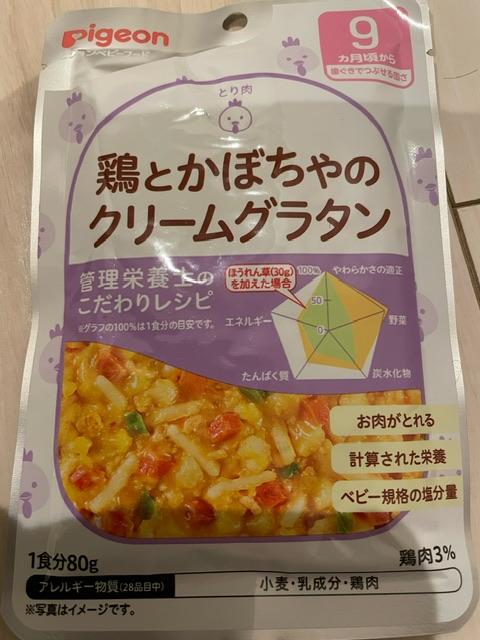 Pigeon
9
ヵ月頃から
歯ぐきでつぶせる固さ
とり肉
鶏とかぼちゃの
クリームグラタン
管理栄養士の
こだわりレシピ
※グラフの100%は1食分の目安です。
ほうれん草(30g)
を加えた場合
100%
やわらかさの適正
50
エネルギー
0
野菜
たんぱく質
炭水化物
お肉がとれる
計算された栄養
ベビー規格の塩分量
1食分80g
鶏肉3%
アレルギー物質(28品目中)
小麦・乳成分・鶏肉
※写真はイメージです。